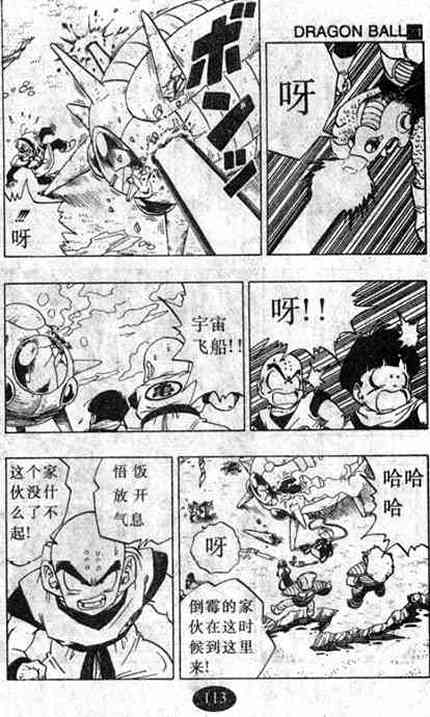 DRAGON BALL
呀
ボンッ
!!!
呀
呀!!
宇宙
飞船!!
哈哈
哈
呀
倒霉的家
伙在这时
候到这里
来!
悟饭
放开
气息
这个家
伙没什
么了不
起!
113